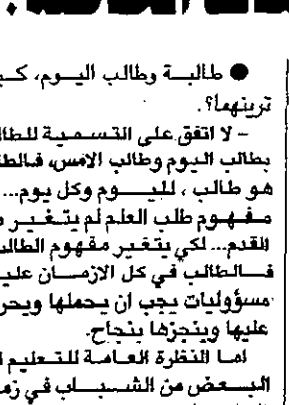 ● طالبة وطالب اليوم، كيف
ترينهما؟.
– لا اتفق على التسمية للطالب
بطالب اليوم وطالب الامس، فالطالب
هو طالب ، لليوم وكل يوم...
مفهوم طلب العلم لم يتغير
القدم... لكي يتغير مفهوم الطالب
فالطالب في كل الازمان عليه
مسؤوليات يجب ان يحملها ويحرص
عليها وينجزها بنجاح.
اما النظرة العامة للتعليم
البعض من الشباب في